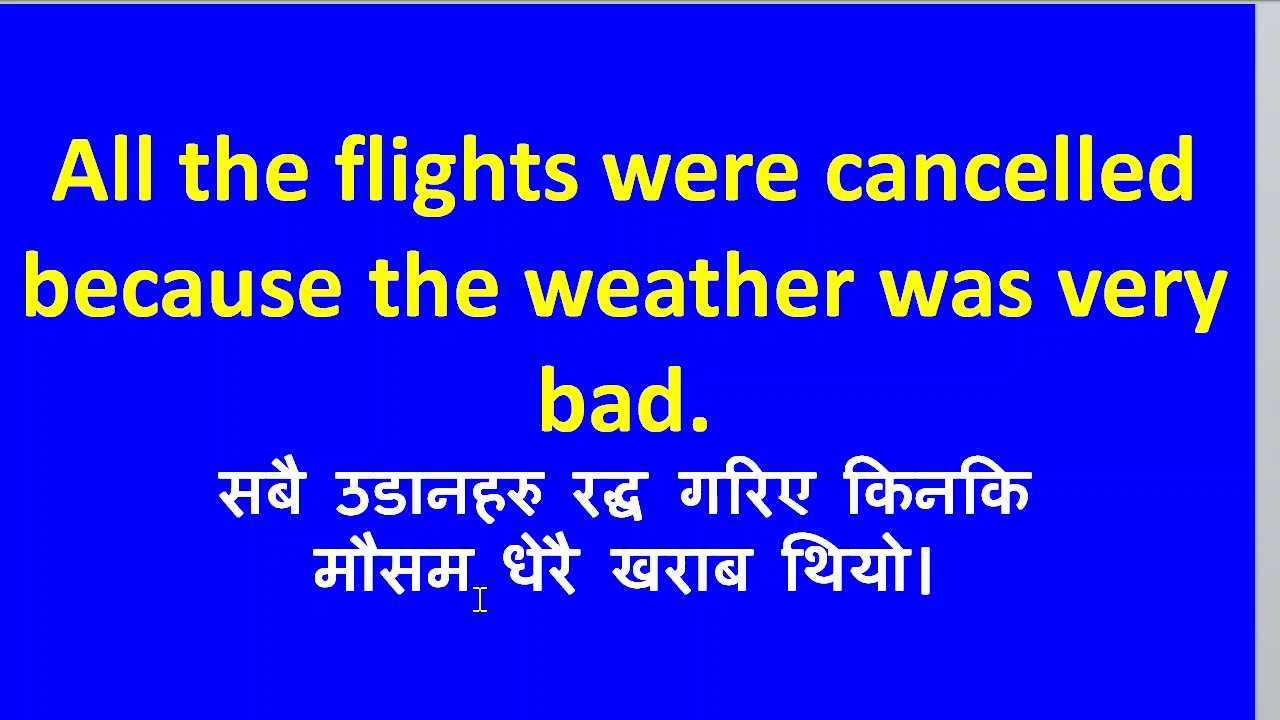 All the flights were cancelled
because the weather was very
bad.
सबै उडानहरु रद्ध गरिए किनकि
मौसम धेरै खराब थियो।